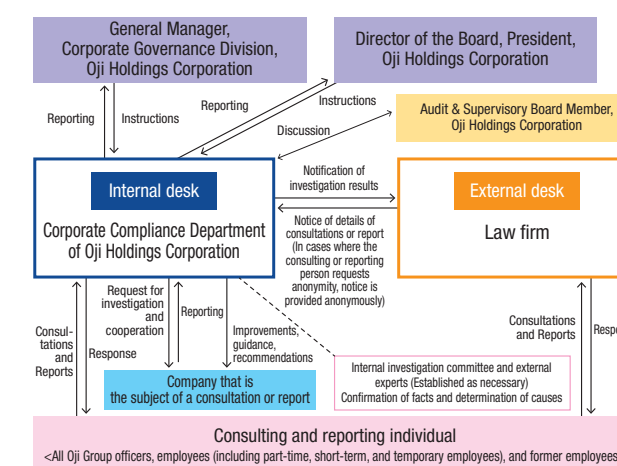 General Manager,
Corporate Governance Division,
Oji Holdings Corporation
Director of the Board, President,
Oji Holdings Corporation
Reporting
Instructions
Reporting
Instructions
Discussion
Audit & Supervisory Board Member,
Oji Holdings Corporation
Internal desk
Corporate Compliance Department
of Oji Holdings Corporation
Notification of
investigation results
Notice of details of
consultations or report
(In cases where the
consulting or reporting
person requests
anonymity, notice is
provided anonymously)
External desk
Law firm
Consul-
tations
and
Reports
Response
Request for
investigation
and
cooperation
Reporting
Improvements,
guidance,
recommendations
Consultations
and Reports
Company that is
the subject of a consultation or report
Internal investigation committee and external
experts (Established as necessary)
Confirmation of facts and determination of causes
Consulting and reporting individual
<All Oji Group officers, employees (including part-time, short-term, and temporary employees), and former employees